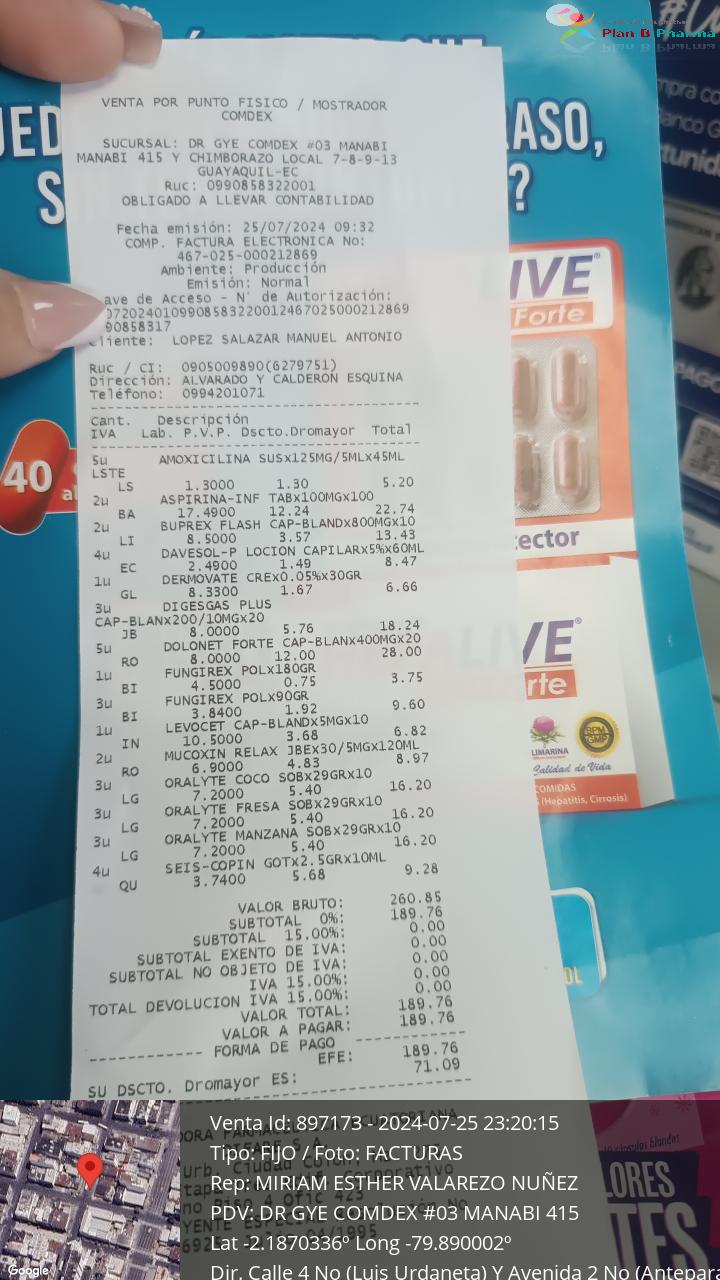 Plan B Pharma
VENTA POR PUNTO FISICO / MOSTRADOR
COMDEX
SUCURSAL: DR GYE COMDEX #03 MANABI
MANABI 415 Y CHIMBORAZO LOCAL 7-8-9-13
GUAYAQUIL-EC
Ruc: 0990858322001
OBLIGADO A LLEVAR CONTABILIDAD
Fecha emisión: 25/07/2024 09:32
COMP. FACTURA ELECTRONICA No:
467-025-000212869
Ambiente: Producción
Emisión: Normal
ave de Acceso - N° de Autorización:
0720240109908583220012467025000212869
90858317
Cliente: LOPEZ SALAZAR MANUEL ANTONIO
Ruc / CI: 0905009890(6279751)
Dirección: ALVARADO Y CALDERON ESQUINA
Teléfono: 0994201071
Cant. Descripción
IVA Lab. P.V.P. Dscto.Dromayor Total
5u AMOXICILINA SUSx125MG/5MLx45ML
LSTE
LS 1.3000 1.30 5.20
2u ASPIRINA-INF TABx100MGx100
BA 17.4900 12.24 22.74
2u BUPREX FLASH CAP-BLANDx800MGx10
LI 8.5000 3.57 13.43
4u DAVESOL-P LOCION CAPILARx5%x60ML
EC 2.4900 1.49 8.47
1u DERMOVATE CREx0.05%x30GR
GL 8.3300 1.67 6.66
3u DIGESGAS PLUS
CAP-BLANx200/10MGx20
JB 8.0000 5.76 18.24
5u DOLONET FORTE CAP-BLANx400MGx20
RO 8.0000 12.00 28.00
1u FUNGIREX POLx180GR
BI 4.5000 0.75 3.75
3u FUNGIREX POLx90GR
BI 3.8400 1.92 9.60
1u LEVOCET CAP-BLANDx5MGx10
IN 10.5000 3.68 6.82
2u MUCOXIN RELAX JBEx30/5MGx120ML
RO 6.9000 4.83 8.97
3u ORALYTE COCO SOBx29GRx10
LG 7.2000 5.40 16.20
3u ORALYTE FRESA SOBx29GRx10
LG 7.2000 5.40 16.20
3u ORALYTE MANZANA SOBx29GRx10
LG 7.2000 5.40 16.20
4u SEIS-COPIN GOTx2.5GRx10ML
QU 3.7400 5.68 9.28
VALOR BRUTO: 260.85
SUBTOTAL 0%: 189.76
SUBTOTAL 15.00%: 0.00
SUBTOTAL EXENTO DE IVA: 0.00
SUBTOTAL NO OBJETO DE IVA: 0.00
IVA 15.00%: 0.00
TOTAL DEVOLUCION IVA 15.00%: 0.00
VALOR TOTAL: 189.76
VALOR A PAGAR: 189.76
FORMA DE PAGO
EFE: 189.76
SU DSCTO. Dromayor ES: 71.09
RASO,
?
IVE®
Forte
40
ector
VE®
rte
LIMARINA
BPM
GMP
Calidad de Vida
COMIDAS
(Hepatitis, Cirrosis)
LORES
TES
Venta Id: 897173 - 2024-07-25 23:20:15
Tipo: FIJO / Foto: FACTURAS
Rep: MIRIAM ESTHER VALAREZO NUÑEZ
PDV: DR GYE COMDEX #03 MANABI 415
Lat -2.1870336º Long -79.890002º
Dir. Calle 4 No (Luis Urdaneta) Y Avenida 2 No (Antepara
Google